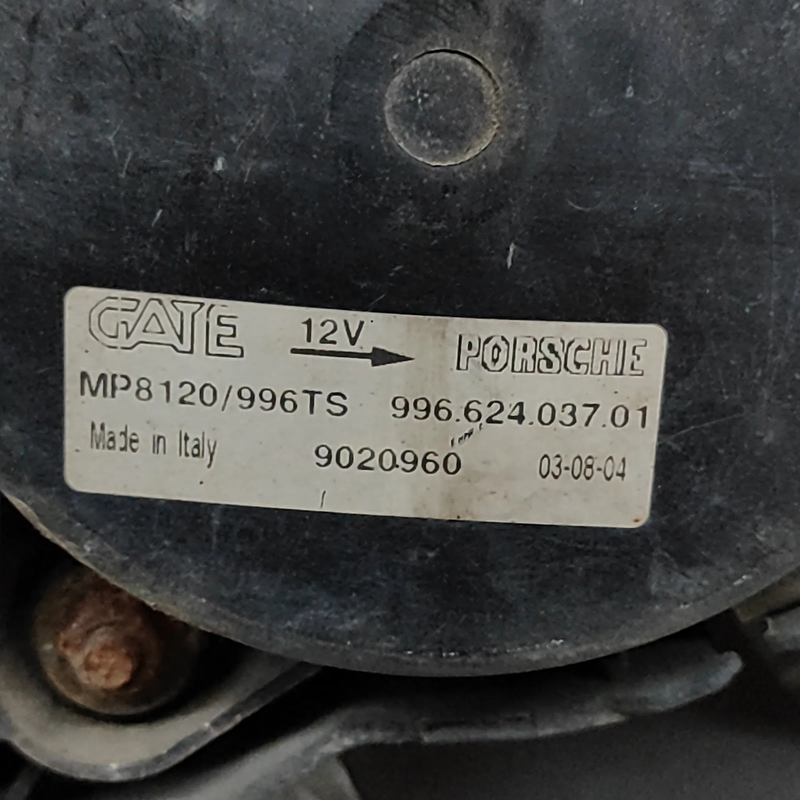 GATE 12V PORSCHE
MP8120/996TS 996.624.037.01
Made in Italy 9020960 03-08-04